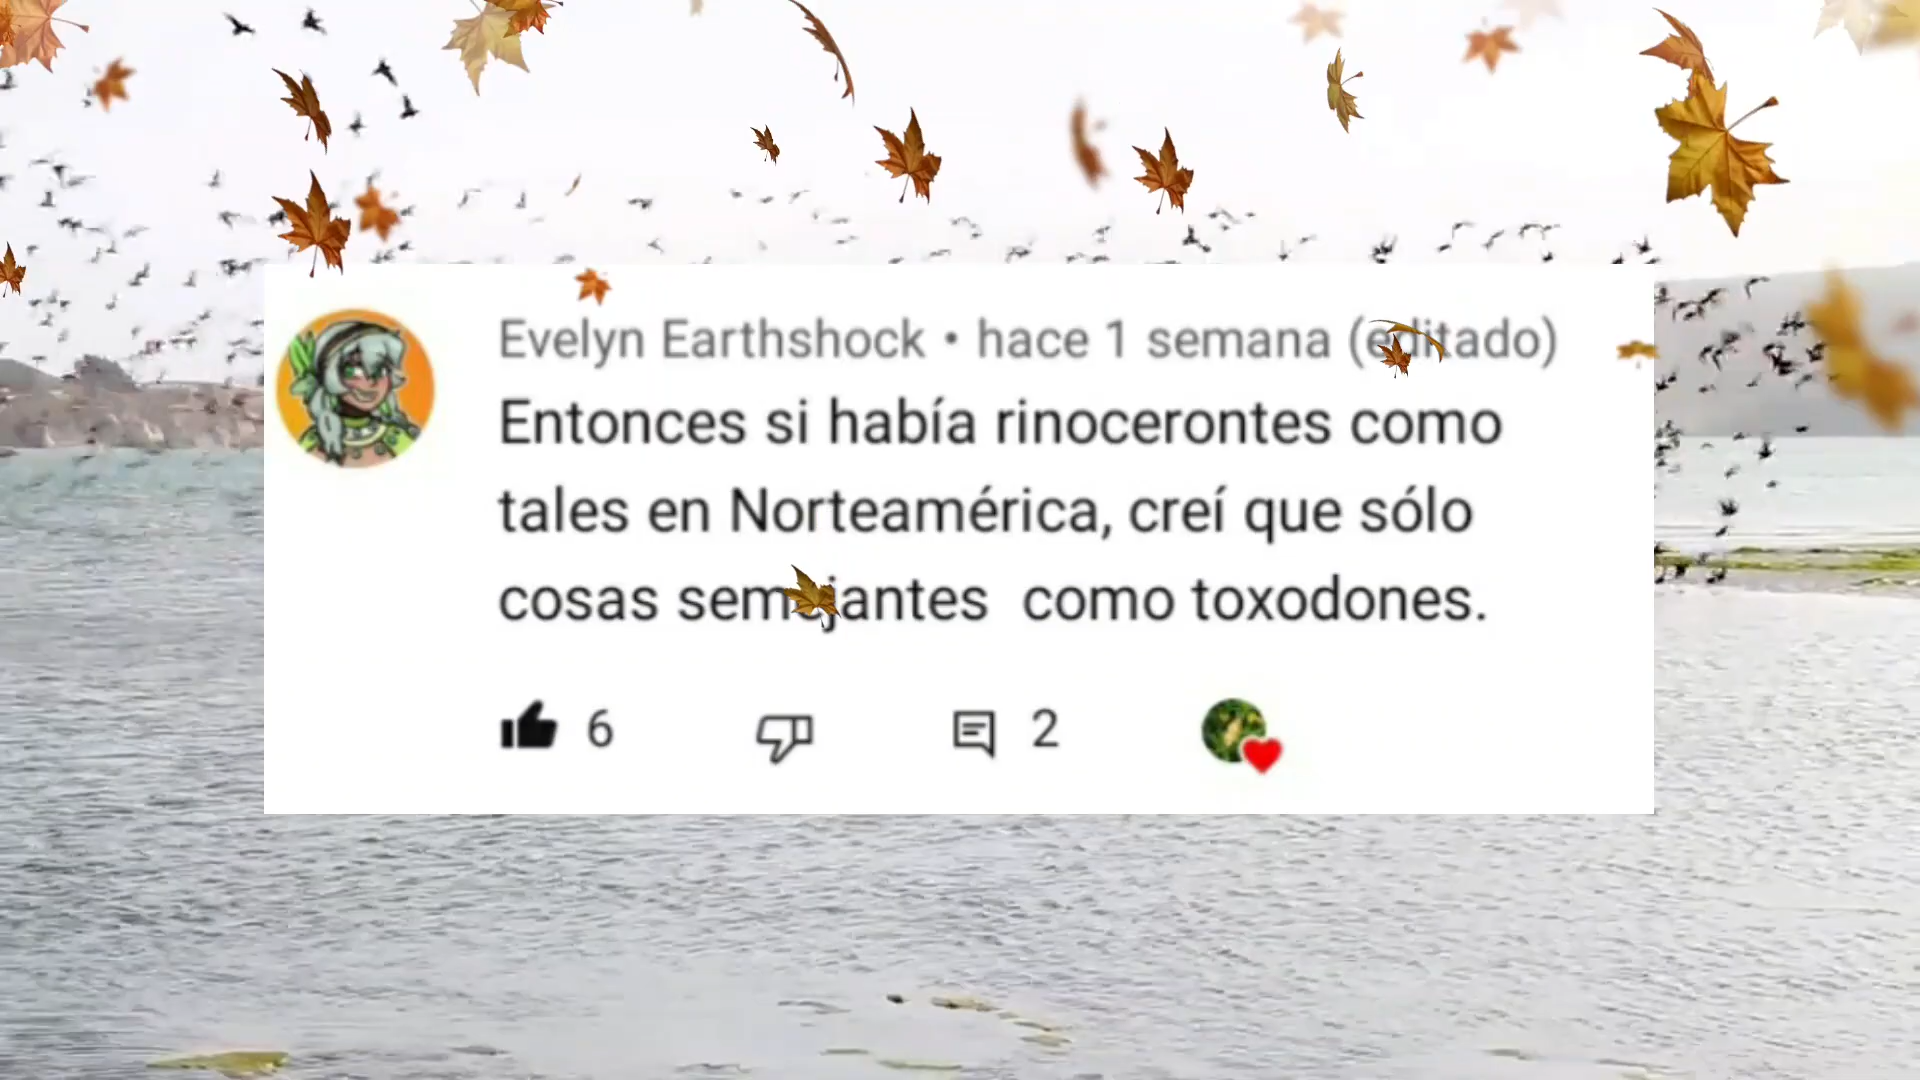 Evelyn Earthshock • hace 1 semana (editado)
Entonces si había rinocerontes como
tales en Norteamérica, creí que sólo
cosas semejantes como toxodones.
6 2